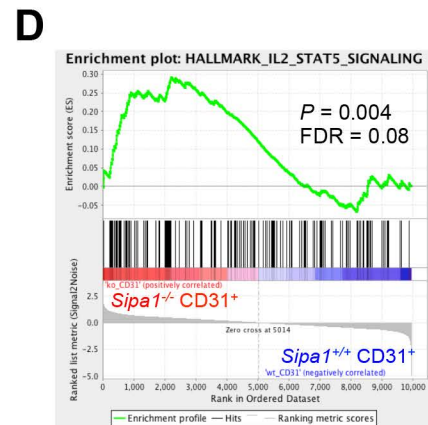 D
Enrichment plot: HALLMARK_IL2_STAT5_SIGNALING
Enrichment score (ES)
0.30
0.25
0.20
0.15
0.10
0.05
0.00
-0.05
P = 0.004
FDR = 0.08
'ko_CD31' (positively correlated)
Sipa1-/- CD31+
Ranked list metric (Signal2Noise)
2.5
0.0
-2.5
-5.0
Zero cross at 5014
Sipa1+/+ CD31+
'wt_CD31' (negatively correlated)
0 1,000 2,000 3,000 4,000 5,000 6,000 7,000 8,000 9,000 10,000
Rank in Ordered Dataset
Enrichment profile Hits Ranking metric scores